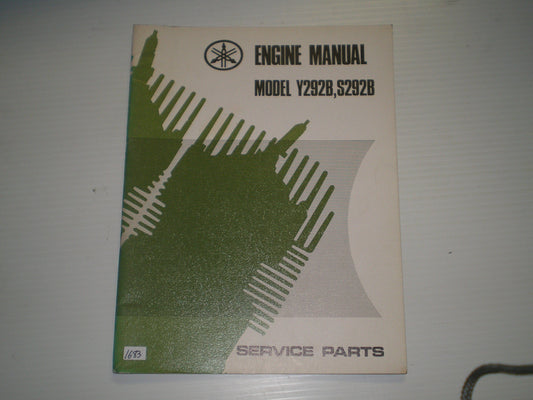 ENGINE MANUAL
MODEL Y292B,S292B
1683
SERVICE PARTS